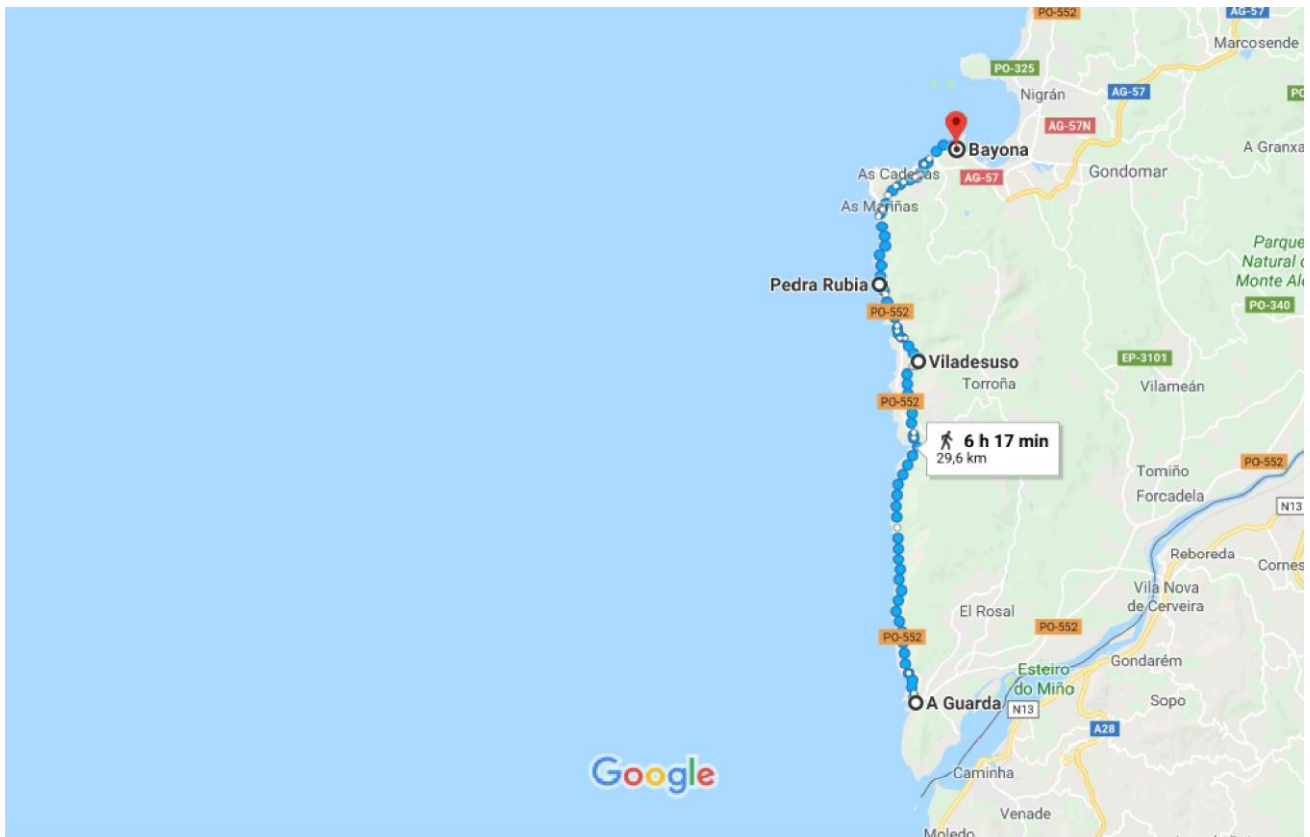 PO-552
AG-57
Marcosende
PO-325
Nigrán
AG-57
AG-57N
Bayona
A Granxa
As Cadenas
AG-57
Gondomar
As Mariñas
Parque
Natural
Monte
Pedra Rubia
PO-340
PO-552
Viladesuso
EP-3101
Torroña
Vilameán
PO-552
6 h 17 min
29,6 km
PO-552
Tomiño
Forcadela
N13
Reboreda
Cornes
Vila Nova
de Cerveira
El Rosal
PO-552
PO-552
Gondarém
Esteiro
do Miño
A Guarda
N13
Sopo
A28
Google
Caminha
Venade
Moledo